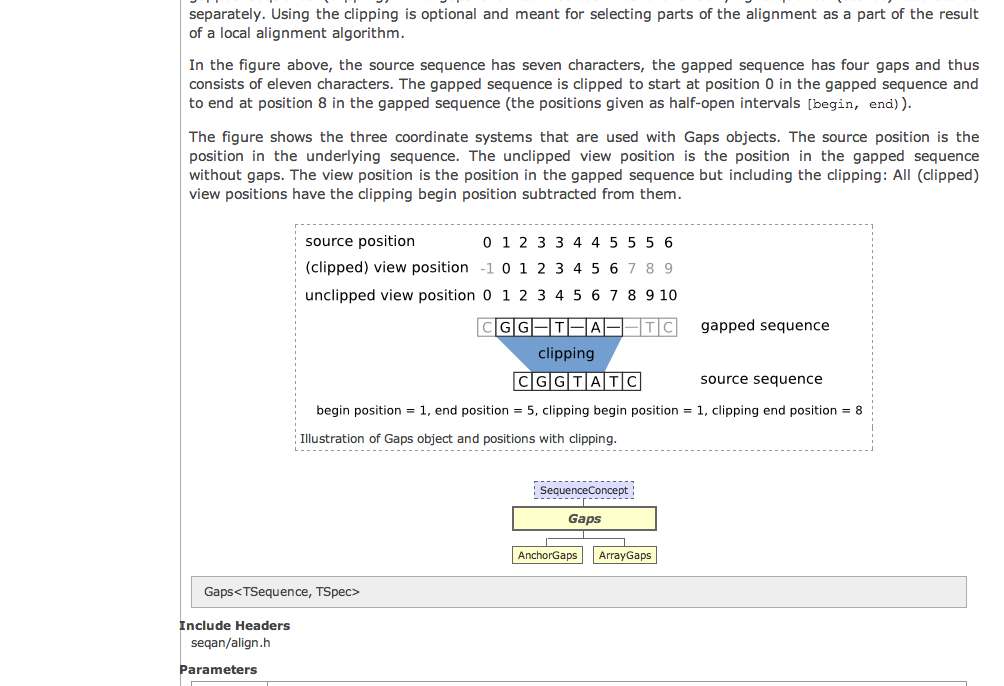 separately. Using the clipping is optional and meant for selecting parts of the alignment as a part of the result
of a local alignment algorithm.
In the figure above, the source sequence has seven characters, the gapped sequence has four gaps and thus
consists of eleven characters. The gapped sequence is clipped to start at position 0 in the gapped sequence and
to end at position 8 in the gapped sequence (the positions given as half-open intervals [begin, end)).
The figure shows the three coordinate systems that are used with Gaps objects. The source position is the
position in the underlying sequence. The unclipped view position is the position in the gapped sequence
without gaps. The view position is the position in the gapped sequence but including the clipping: All (clipped)
view positions have the clipping begin position subtracted from them.
source position 0 1 2 3 3 4 4 5 5 5 6
(clipped) view position -1 0 1 2 3 4 5 6 7 8 9
unclipped view position 0 1 2 3 4 5 6 7 8 9 10
C G G — T — A — — T C gapped sequence
clipping
C G G T A T C source sequence
begin position = 1, end position = 5, clipping begin position = 1, clipping end position = 8
Illustration of Gaps object and positions with clipping.
SequenceConcept
Gaps
AnchorGaps ArrayGaps
Gaps<TSequence, TSpec>
Include Headers
seqan/align.h
Parameters